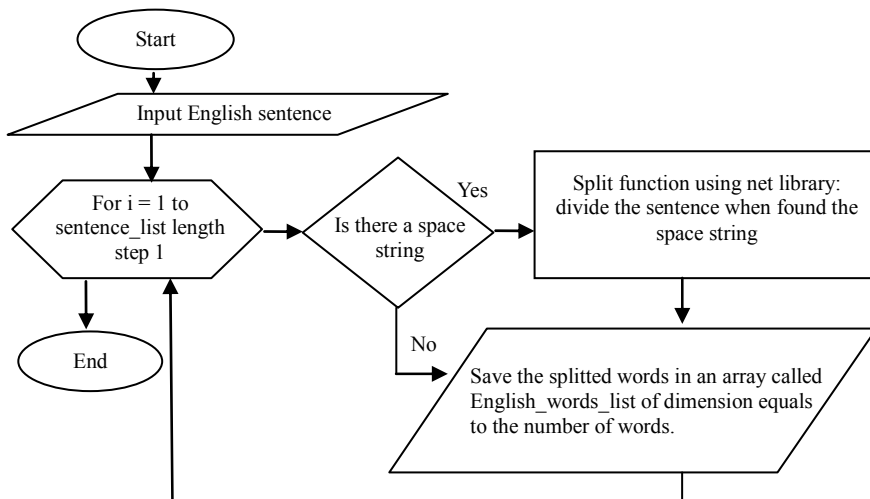 Start
Input English sentence
For i = 1 to
sentence_list length
step 1
Is there a space
string
Yes
Split function using net library:
divide the sentence when found the
space string
End
No
Save the splitted words in an array called
English_words_list of dimension equals
to the number of words.